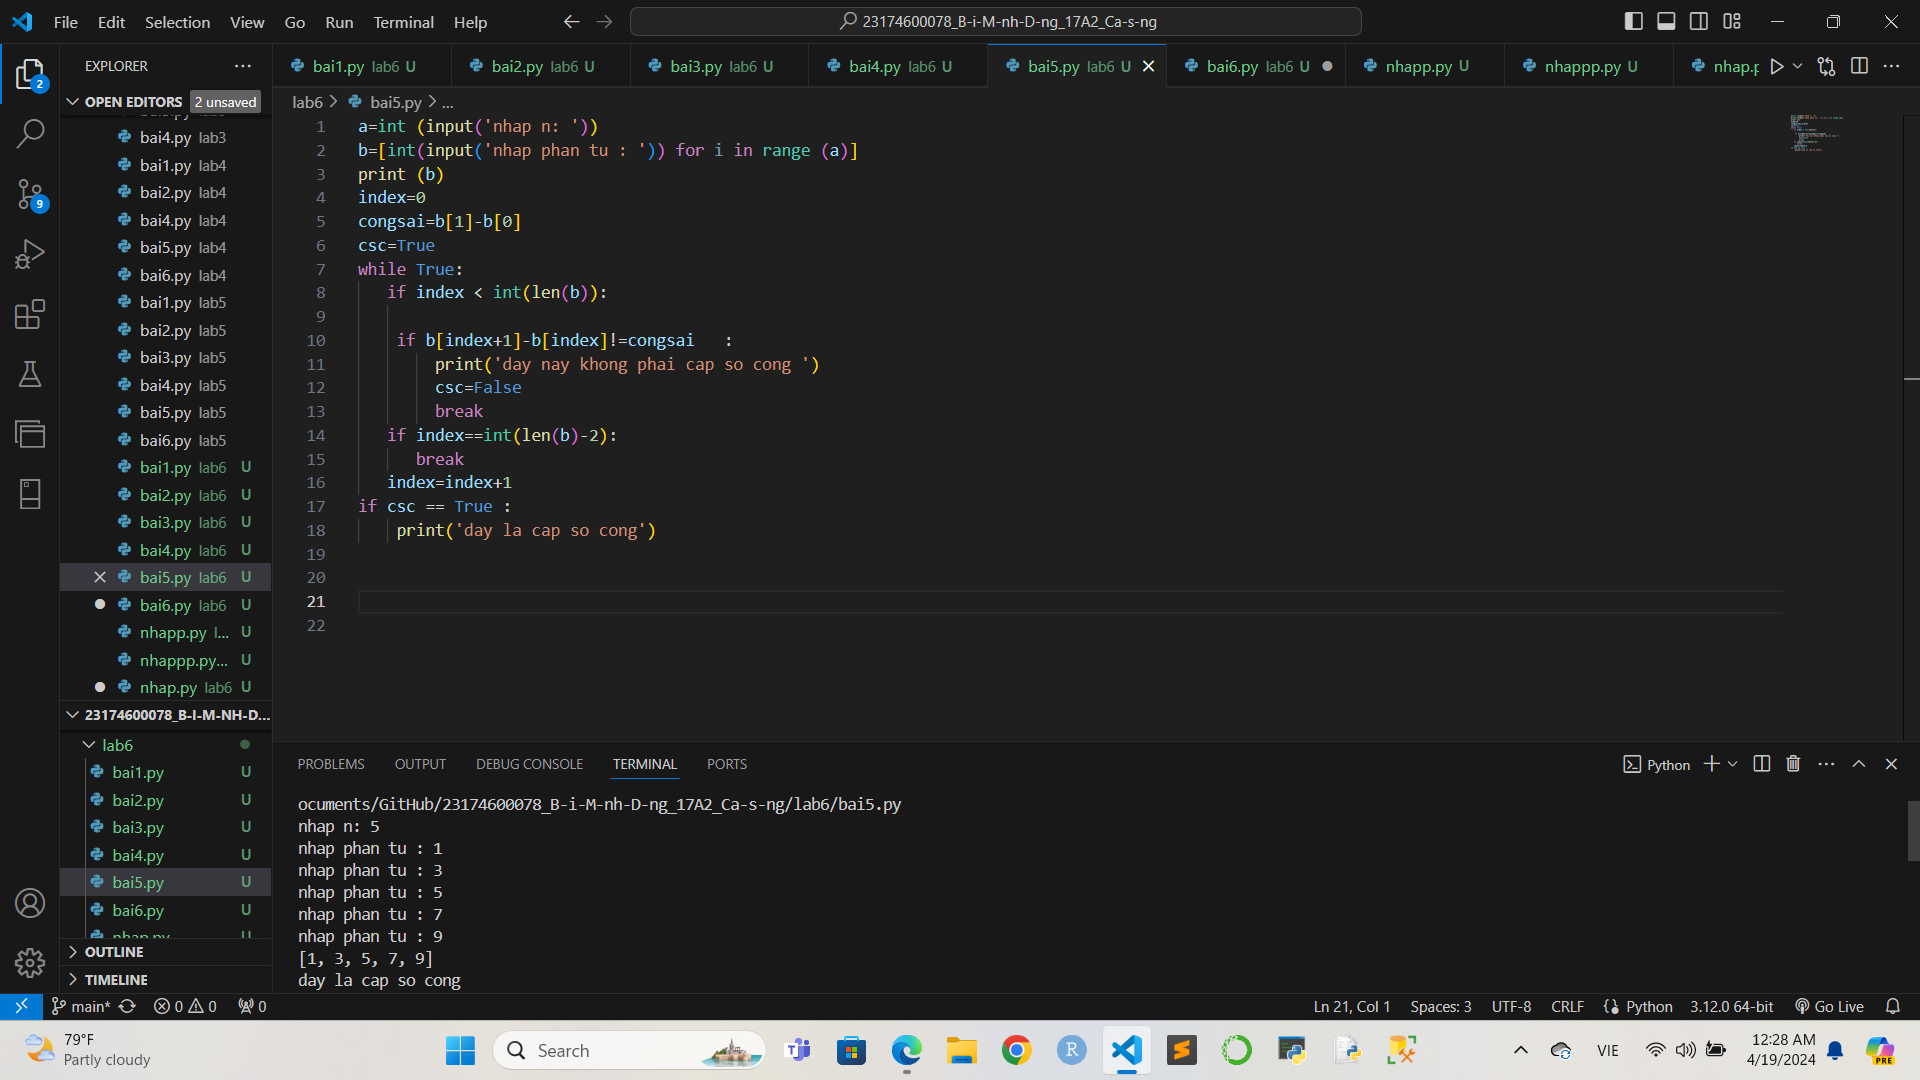 File Edit Selection View Go Run Terminal Help
23174600078_B-i-M-nh-D-ng_17A2_Ca-s-ng
EXPLORER
bai1.py lab6 U
bai2.py lab6 U
bai3.py lab6 U
bai4.py lab6 U
bai5.py lab6 U
bai6.py lab6 U
nhapp.py U
nhappp.py U
nhap.p
OPEN EDITORS 2 unsaved
bai4.py lab3
bai1.py lab4
bai2.py lab4
bai4.py lab4
bai5.py lab4
bai6.py lab4
bai1.py lab5
bai2.py lab5
bai3.py lab5
bai4.py lab5
bai5.py lab5
bai6.py lab5
bai1.py lab6 U
bai2.py lab6 U
bai3.py lab6 U
bai4.py lab6 U
bai5.py lab6 U
bai6.py lab6 U
nhapp.py l... U
nhappp.py... U
nhap.py lab6 U
23174600078_B-I-M-NH-D...
lab6
bai1.py U
bai2.py U
bai3.py U
bai4.py U
bai5.py U
bai6.py U
OUTLINE
TIMELINE
2
9
lab6 > bai5.py > ...
1 a=int (input('nhap n: '))
2 b=[int(input('nhap phan tu : ')) for i in range (a)]
3 print (b)
4 index=0
5 congsai=b[1]-b[0]
6 csc=True
7 while True:
8 if index < int(len(b)):
9
10 if b[index+1]-b[index]!=congsai :
11 print('day nay khong phai cap so cong ')
12 csc=False
13 break
14 if index==int(len(b)-2):
15 break
16 index=index+1
17 if csc == True :
18 print('day la cap so cong')
19
20
21
22
PROBLEMS OUTPUT DEBUG CONSOLE TERMINAL PORTS
Python
ocuments/GitHub/23174600078_B-i-M-nh-D-ng_17A2_Ca-s-ng/lab6/bai5.py
nhap n: 5
nhap phan tu : 1
nhap phan tu : 3
nhap phan tu : 5
nhap phan tu : 7
nhap phan tu : 9
[1, 3, 5, 7, 9]
day la cap so cong
main* 0 0 0
Ln 21, Col 1 Spaces: 3 UTF-8 CRLF Python 3.12.0 64-bit Go Live
79°F
Partly cloudy
Search
VIE
12:28 AM
4/19/2024
PRE